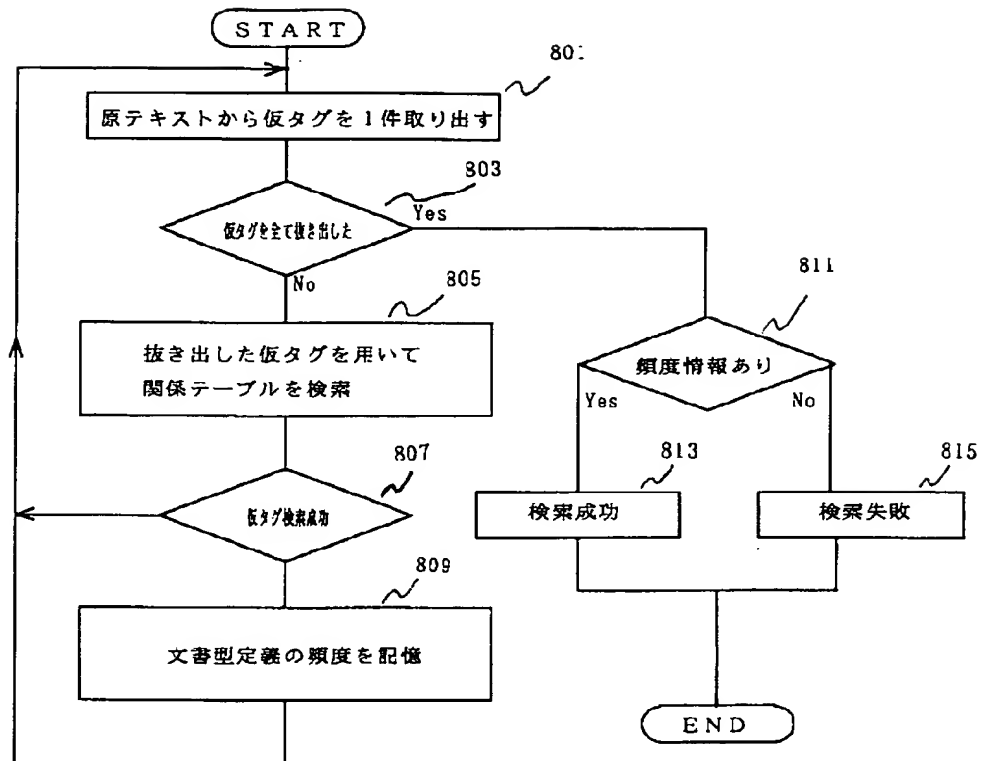 START
801
原テキストから仮タグを1件取り出す
803
仮タグを全て抜き出した
Yes
No
805
抜き出した仮タグを用いて
関係テーブルを検索
811
頻度情報あり
Yes
No
807
仮タグ検索成功
813
検索成功
815
検索失敗
809
文書型定義の頻度を記憶
END